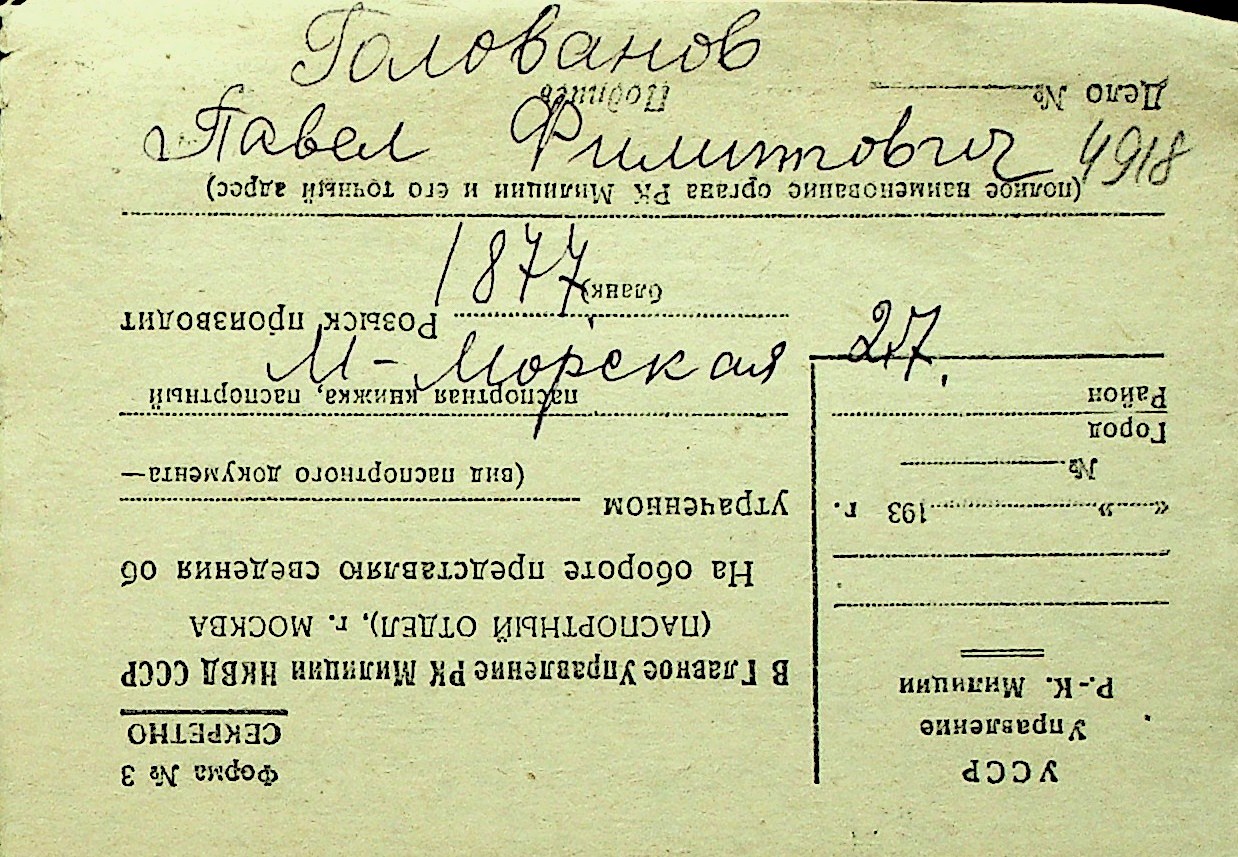 Голованов
Павел Филиппович 4918
1877
М-Морская 27.
Форма № 3
СЕКРЕТНО
УССР
Управление
Р.-К. Милиции
« » 193 г.
№
Город
Район
В Главное Управление РК Милиции НКВД СССР
(ПАСПОРТНЫЙ ОТДЕЛ), г. МОСКВА
На обороте представляю сведения об
утраченном
(вид паспортного документа—
паспортная книжка, паспортный
бланк)
Розыск производит
(полное наименование органа РК Милиции и его точный адрес)
Дело № Подпись